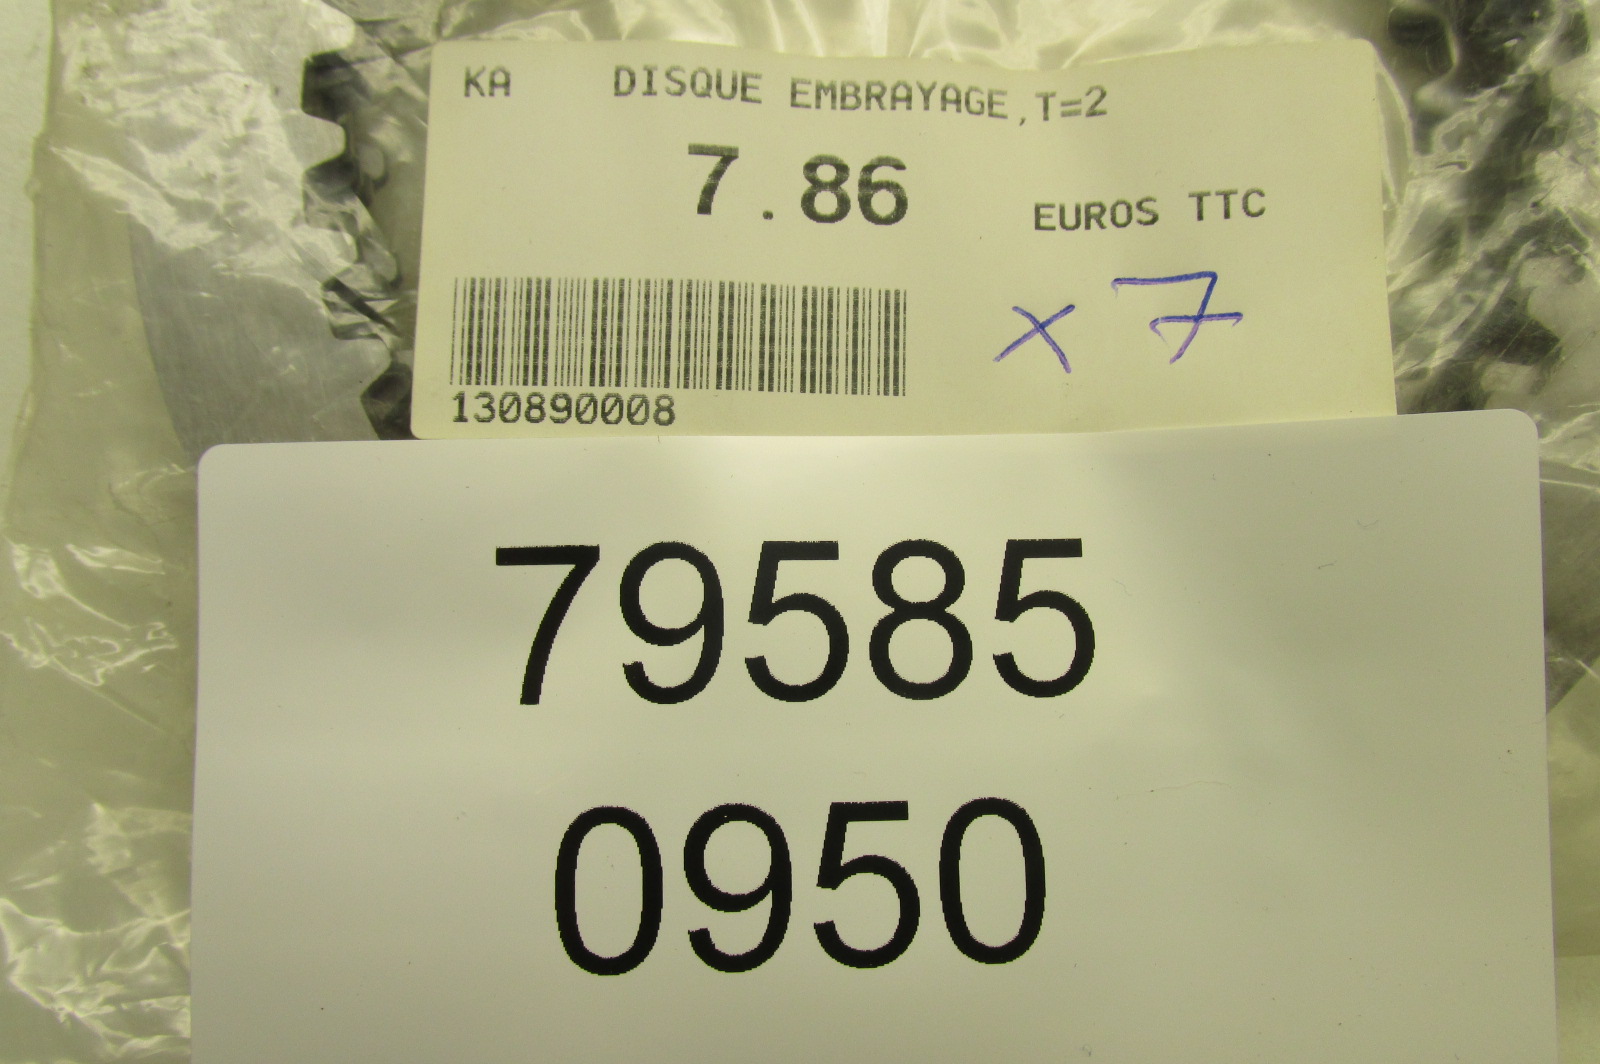 KA DISQUE EMBRAYAGE,T=2
7.86 EUROS TTC
x 7
130890008
79585
0950